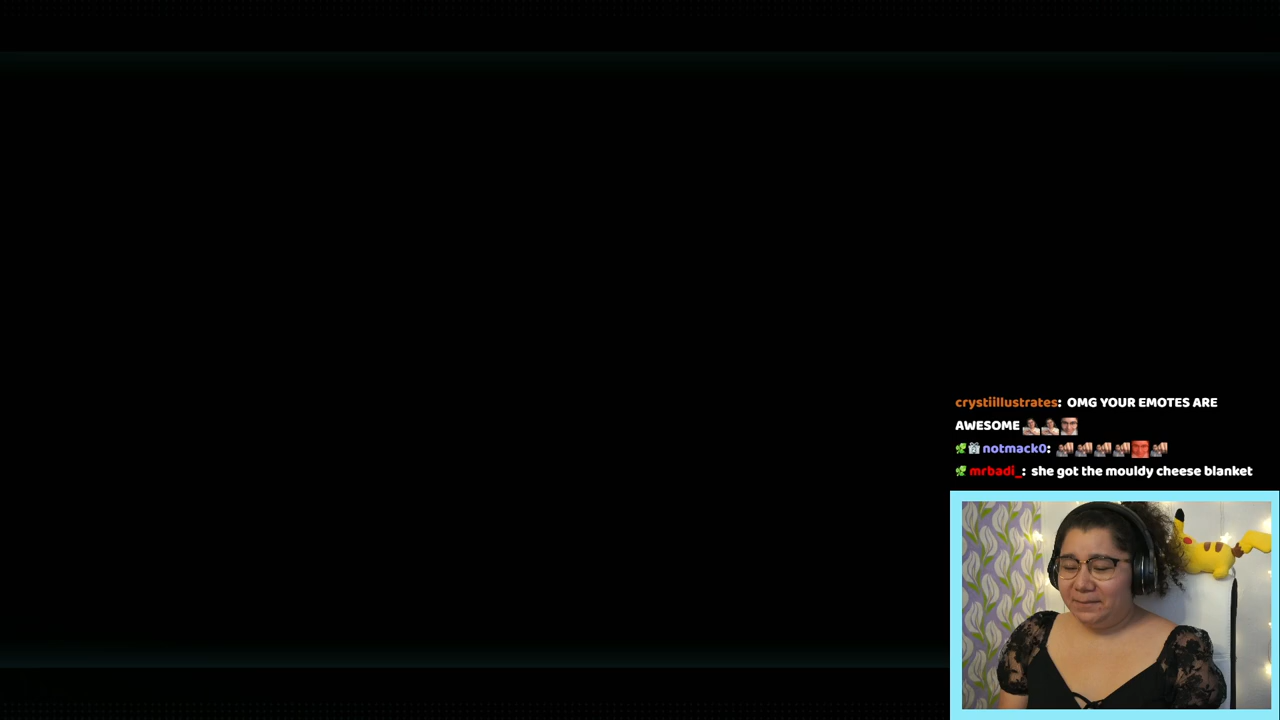 crystiillustrates: OMG YOUR EMOTES ARE
AWESOME
notmack0:
mrbadi_: she got the mouldy cheese blanket